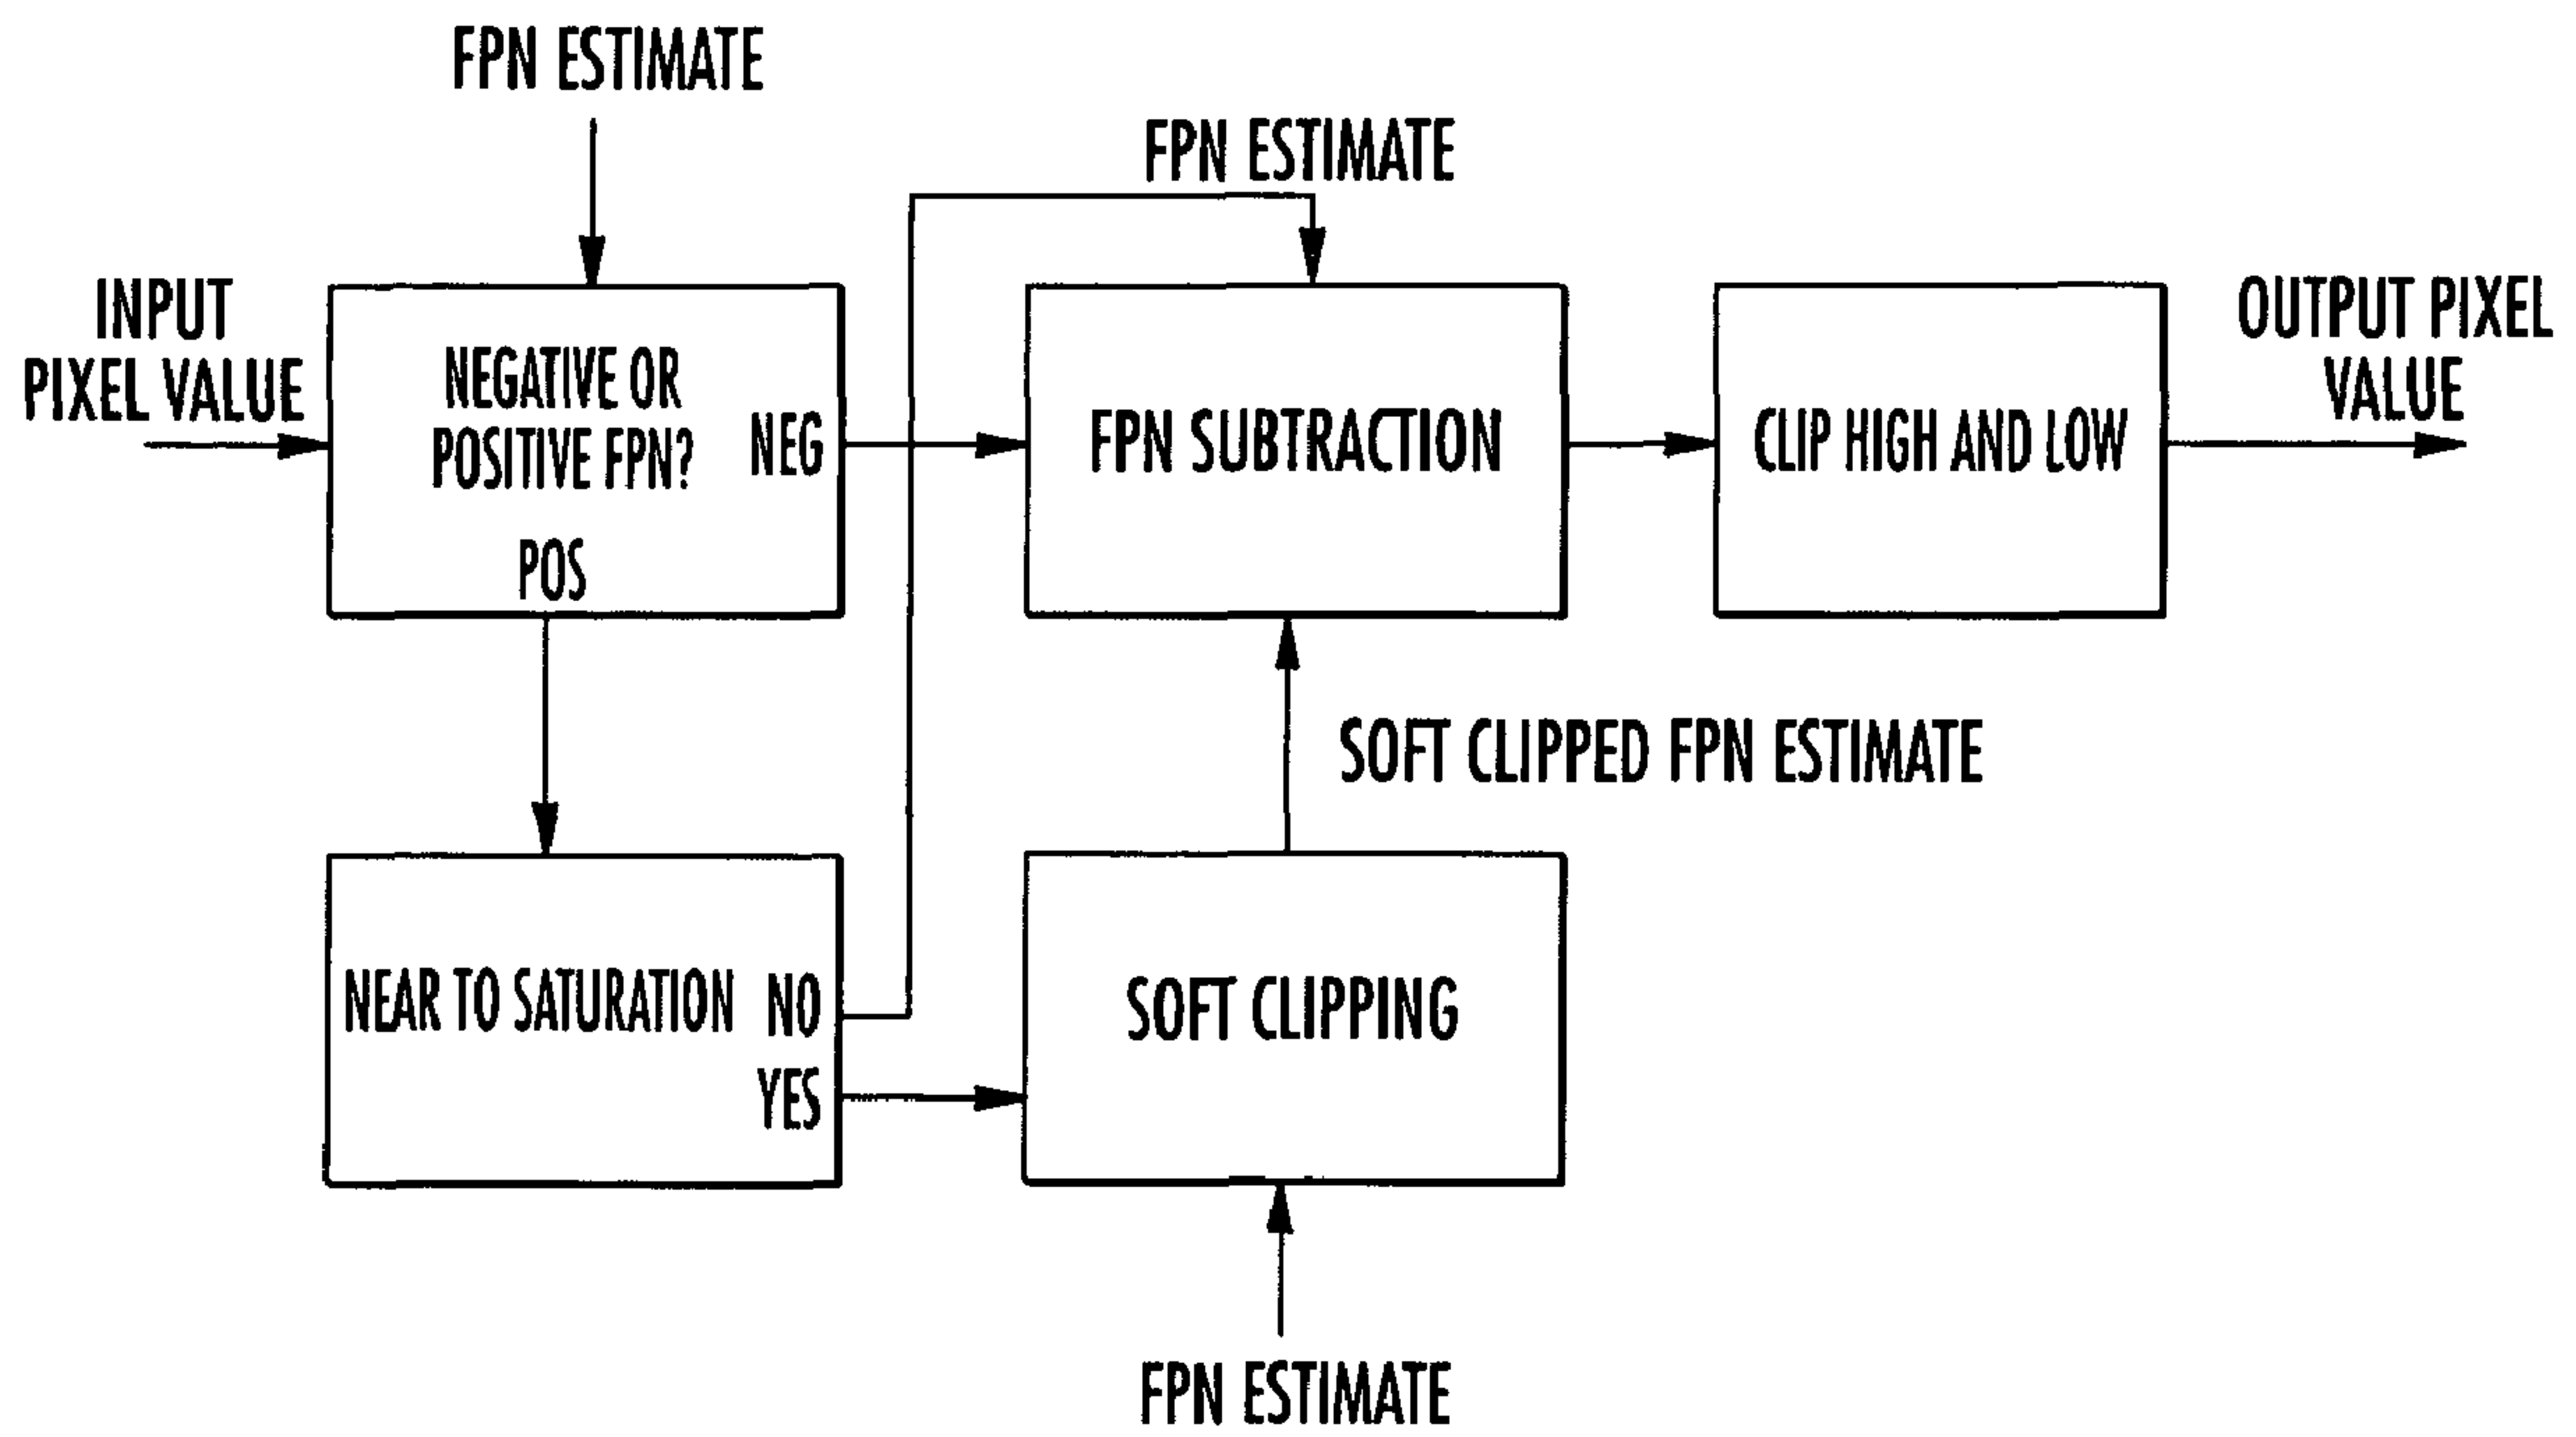 FPN ESTIMATE
FPN ESTIMATE
INPUT
PIXEL VALUE
NEGATIVE OR
POSITIVE FPN?
NEG
POS
FPN SUBTRACTION
CLIP HIGH AND LOW
OUTPUT PIXEL
VALUE
SOFT CLIPPED FPN ESTIMATE
NEAR TO SATURATION
NO
YES
SOFT CLIPPING
FPN ESTIMATE